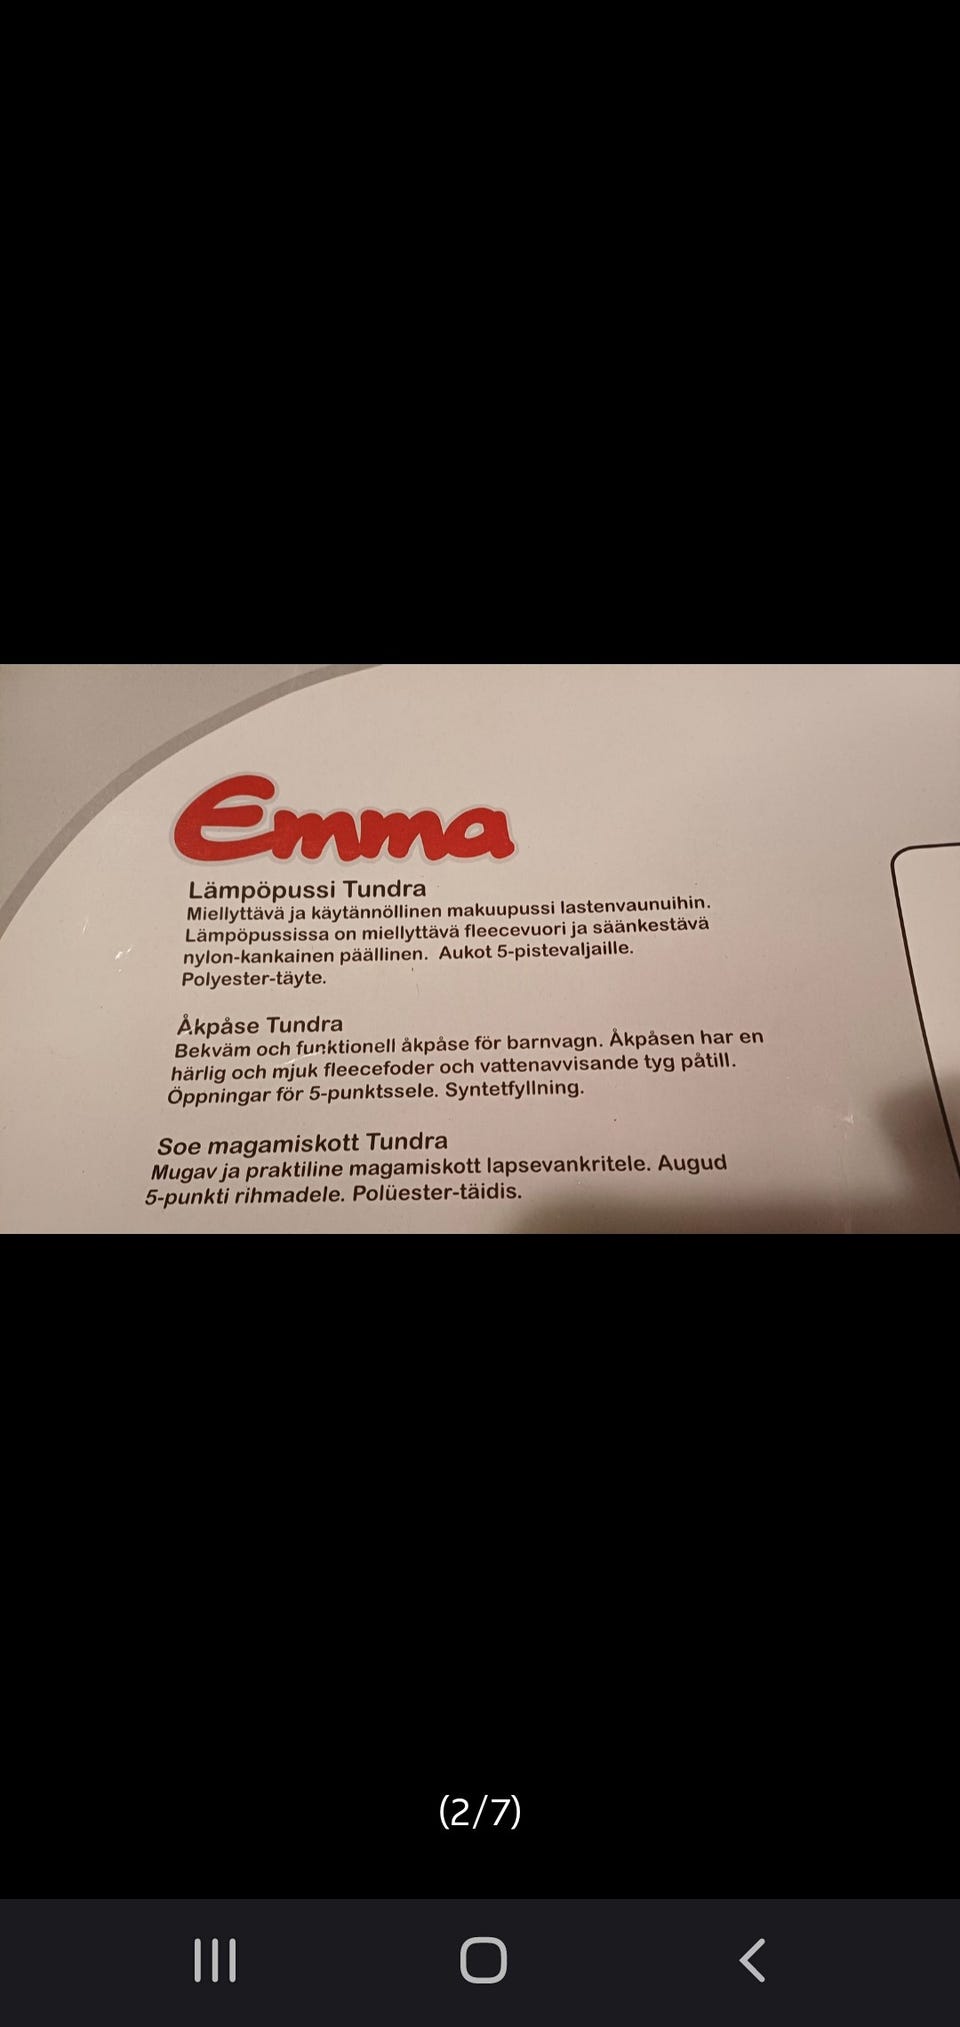 Emma
Lämpöpussi Tundra
Miellyttävä ja käytännöllinen makuupussi lastenvaunuihin.
Lämpöpussissa on miellyttävä fleecevuori ja säänkestävä
nylon-kankainen päällinen. Aukot 5-pistevaljaille.
Polyester-täyte.
Åkpåse Tundra
Bekväm och funktionell åkpåse för barnvagn. Åkpåsen har en
härlig och mjuk fleecefoder och vattenavvisande tyg påtill.
Öppningar för 5-punktssele. Syntetfyllning.
Soe magamiskott Tundra
Mugav ja praktiline magamiskott lapsevankritele. Augud
5-punkti rihmadele. Polüester-täidis.
(2/7)